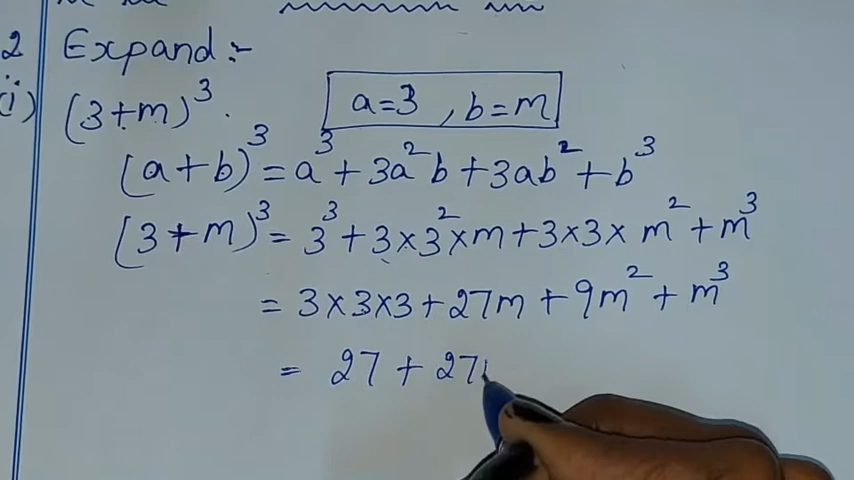 2 Expand :-
(i) (3+m)³. a=3, b=m
(a+b)³ = a³ + 3a²b + 3ab² + b³
(3+m)³ = 3³ + 3×3²×m + 3×3×m² + m³
= 3×3×3 + 27m + 9m² + m³
= 27 + 27